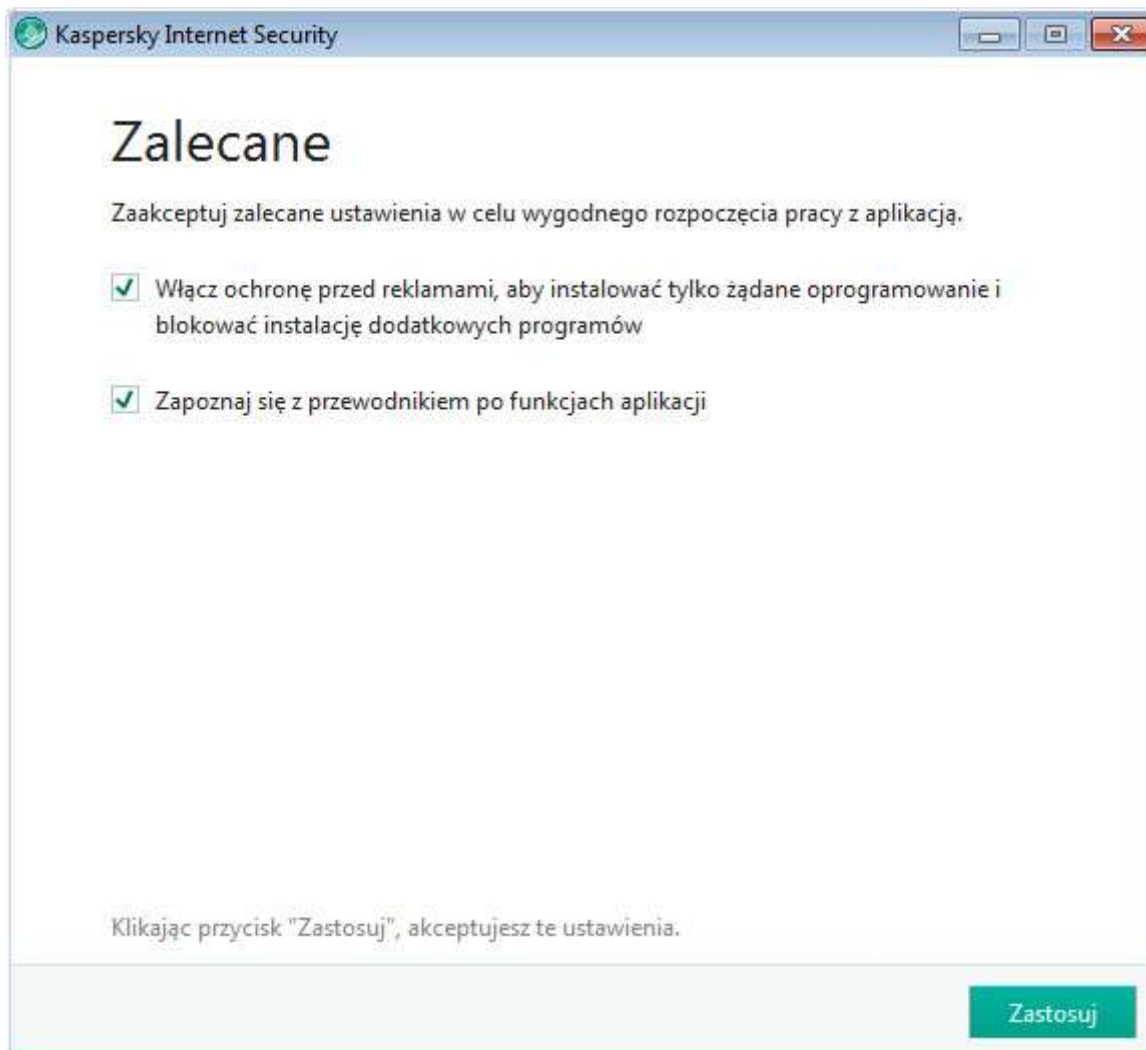 Kaspersky Internet Security
Zalecane
Zaakceptuj zalecane ustawienia w celu wygodnego rozpoczęcia pracy z aplikacją.
Włącz ochronę przed reklamami, aby instalować tylko żądane oprogramowanie i
blokować instalację dodatkowych programów
Zapoznaj się z przewodnikiem po funkcjach aplikacji
Klikając przycisk "Zastosuj", akceptujesz te ustawienia.
Zastosuj